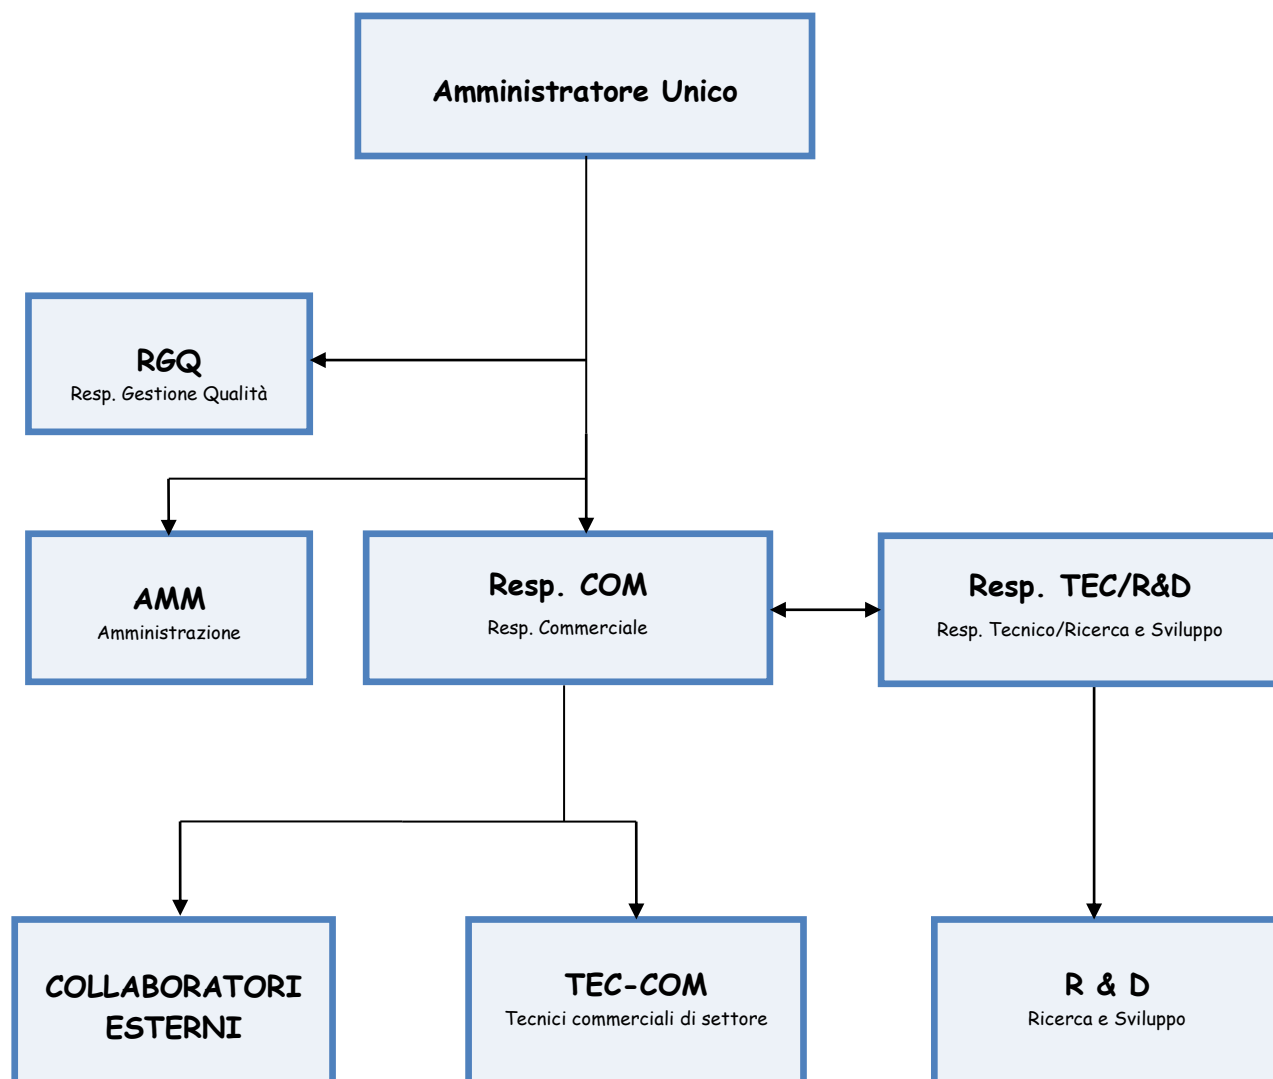 Amministratore Unico
RGQ
Resp. Gestione Qualità
AMM
Amministrazione
Resp. COM
Resp. Commerciale
Resp. TEC/R&D
Resp. Tecnico/Ricerca e Sviluppo
COLLABORATORI
ESTERNI
TEC-COM
Tecnici commerciali di settore
R & D
Ricerca e Sviluppo